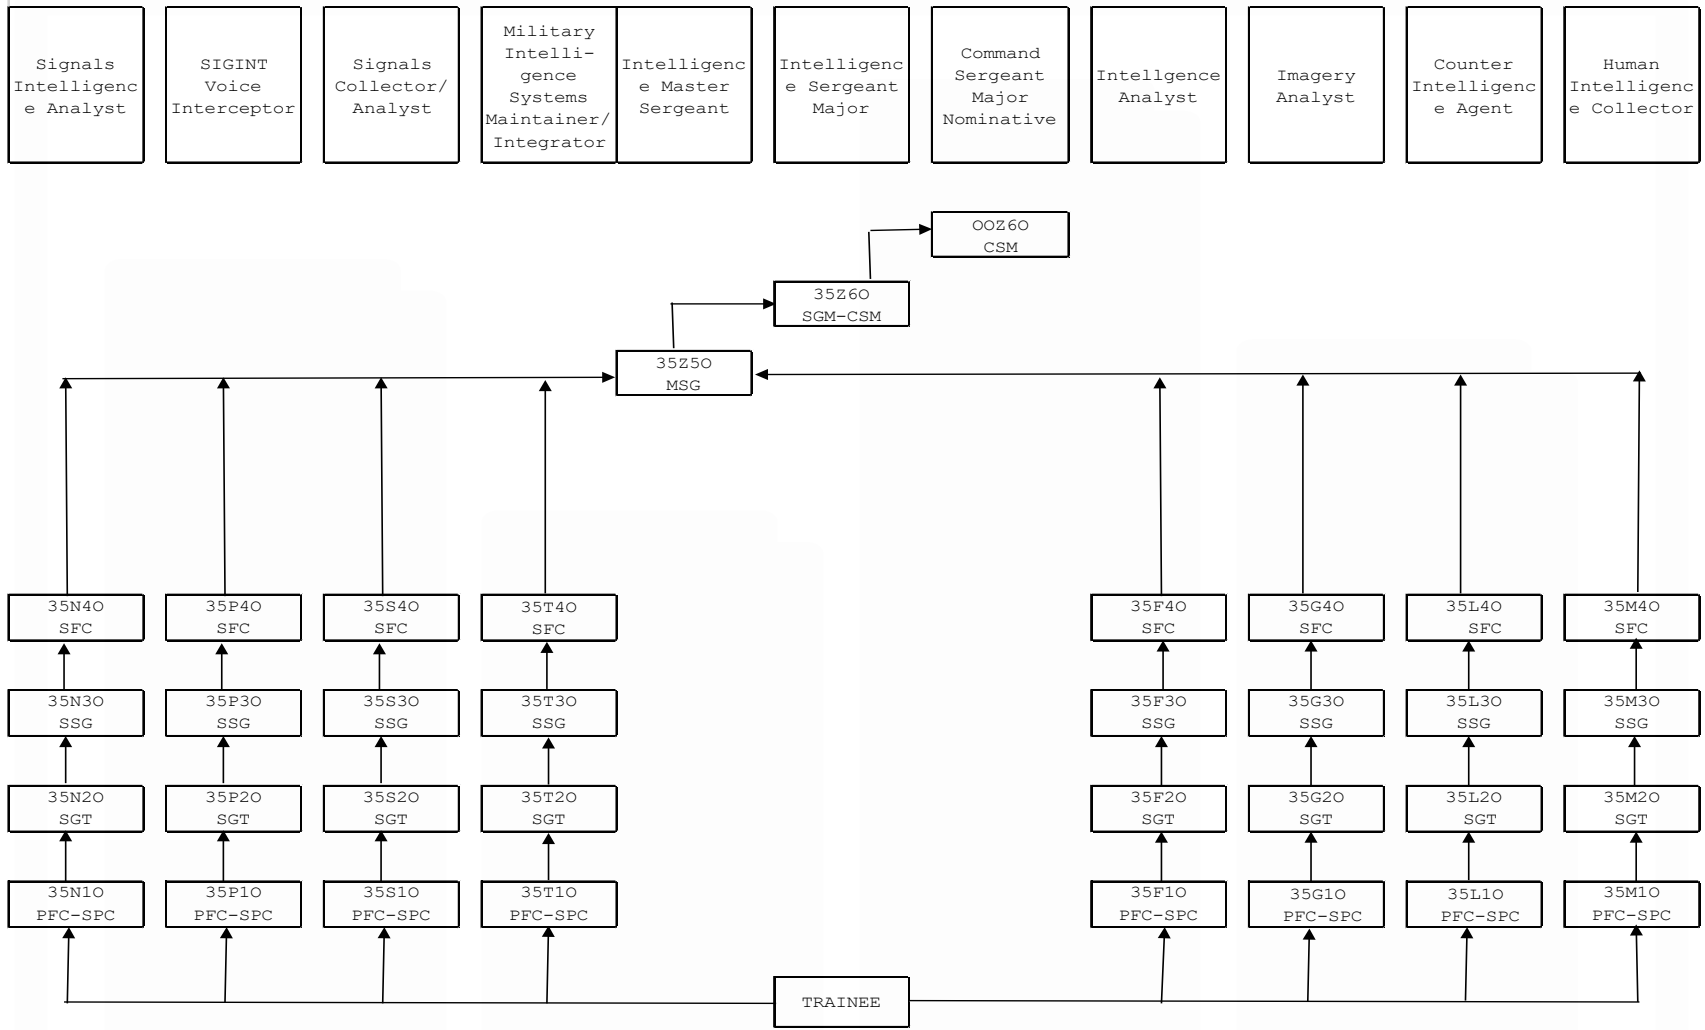 Signals
Intelligenc
e Analyst
SIGINT
Voice
Interceptor
Signals
Collector/
Analyst
Military
Intelli-
gence
Systems
Maintainer/
Integrator
Intelligenc
e Master
Sergeant
Intelligenc
e Sergeant
Major
Command
Sergeant
Major
Nominative
Intellgence
Analyst
Imagery
Analyst
Counter
Intelligenc
e Agent
Human
Intelligenc
e Collector
OOZ6O
CSM
35Z6O
SGM-CSM
35Z5O
MSG
35N4O
SFC
35P4O
SFC
35S4O
SFC
35T4O
SFC
35F4O
SFC
35G4O
SFC
35L4O
SFC
35M4O
SFC
35N3O
SSG
35P3O
SSG
35S3O
SSG
35T3O
SSG
35F3O
SSG
35G3O
SSG
35L3O
SSG
35M3O
SSG
35N2O
SGT
35P2O
SGT
35S2O
SGT
35T2O
SGT
35F2O
SGT
35G2O
SGT
35L2O
SGT
35M2O
SGT
35N1O
PFC-SPC
35P1O
PFC-SPC
35S1O
PFC-SPC
35T1O
PFC-SPC
35F1O
PFC-SPC
35G1O
PFC-SPC
35L1O
PFC-SPC
35M1O
PFC-SPC
TRAINEE